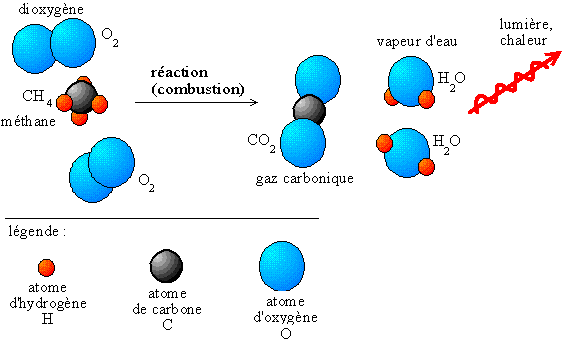 dioxygène
O2
CH4
méthane
O2
réaction
(combustion)
CO2
gaz carbonique
vapeur d'eau
H2O
H2O
lumière,
chaleur
légende :
atome
d'hydrogène
H
atome
de carbone
C
atome
d'oxygène
O